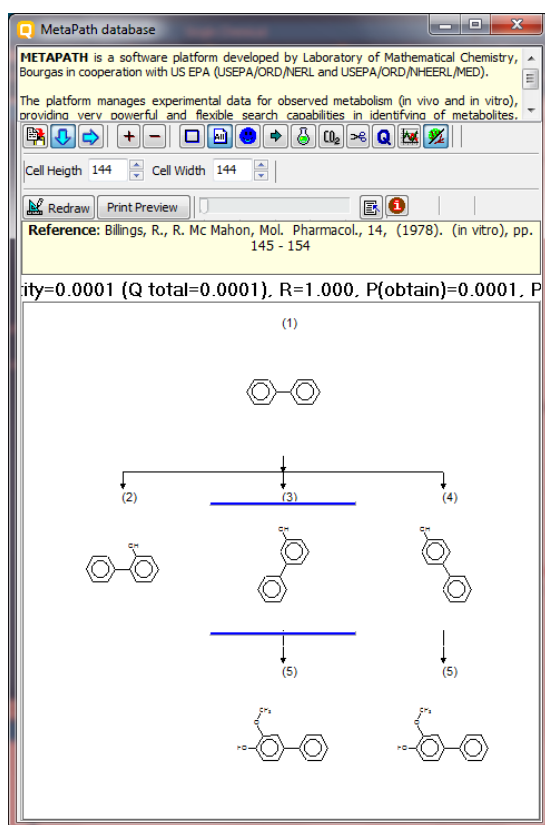 MetaPath database
METAPATH is a software platform developed by Laboratory of Mathematical Chemistry,
Bourgas in cooperation with US EPA (USEPA/ORD/NERL and USEPA/ORD/NHEERL/MED).
The platform manages experimental data for observed metabolism (in vivo and in vitro),
providing very powerful and flexible search capabilities in identifying of metabolites.
All CO₂ Q
Cell Heigth 144 Cell Width 144
Redraw Print Preview
Reference: Billings, R., R. Mc Mahon, Mol. Pharmacol., 14, (1978). (in vitro), pp.
145 - 154
ity=0.0001 (Q total=0.0001), R=1.000, P(obtain)=0.0001, P
(1)
(2) (3) (4)
OH OH OH
(5) (5)
CH₃ CH₃
O O
HO HO